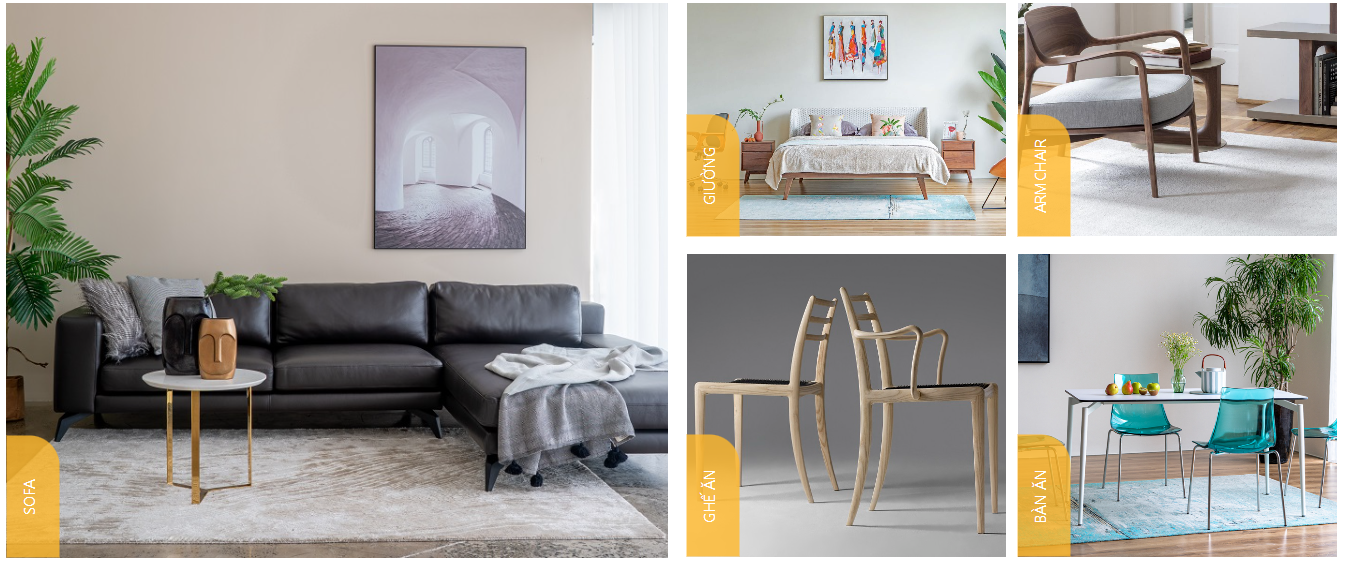 SOFA
GIƯỜNG
ARMCHAIR
GHẾ ĂN
BÀN ĂN